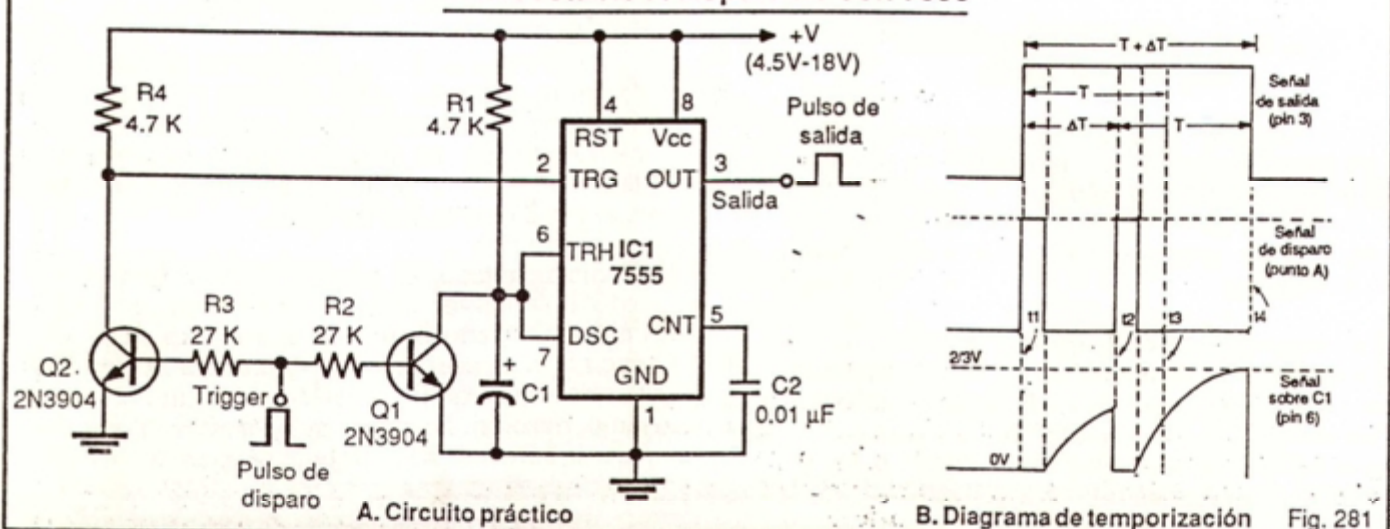 +V
(4.5V-18V)
R4
4.7 K
R1
4.7 K
4
8
RST
Vcc
Pulso de
salida
2
TRG
OUT
3
Salida
6
TRH
IC1
7555
R3
27 K
R2
27 K
5
CNT
DSC
7
Q2
2N3904
Trigger
+
C1
GND
C2
0.01 µF
1
Q1
2N3904
Pulso de
disparo
A. Circuito práctico
T + ΔT
T
ΔT
T
Señal
de salida
(pin 3)
Señal
de disparo
(punto A)
t1
t2
t3
t4
2/3V
Señal
sobre C1
(pin 6)
0V
B. Diagrama de temporización
Fig. 281